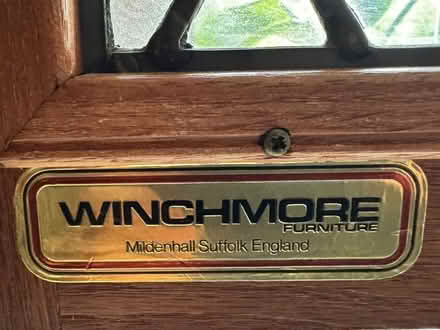 WINCHMORE
FURNITURE
Mildenhall Suffolk England